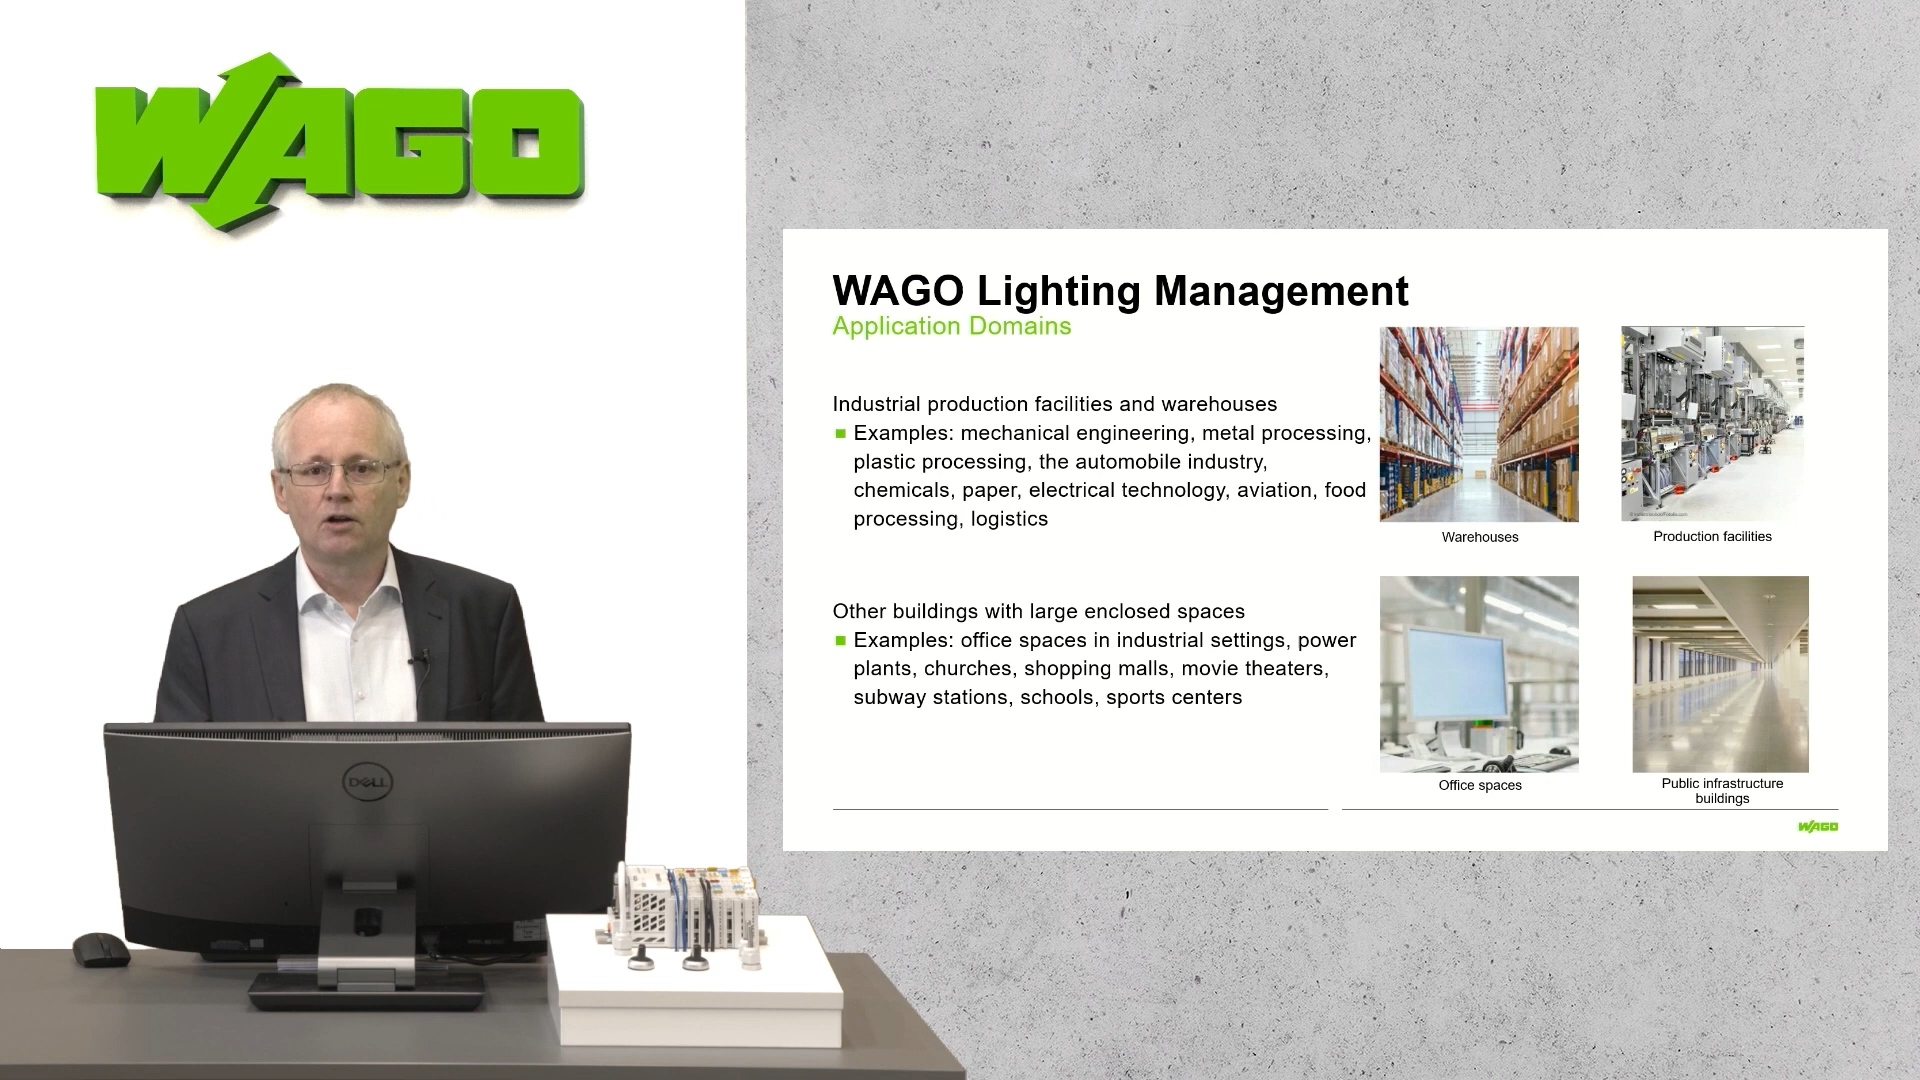 WAGO
WAGO Lighting Management
Application Domains
Industrial production facilities and warehouses
Examples: mechanical engineering, metal processing,
plastic processing, the automobile industry,
chemicals, paper, electrical technology, aviation, food
processing, logistics
Warehouses
Production facilities
Other buildings with large enclosed spaces
Examples: office spaces in industrial settings, power
plants, churches, shopping malls, movie theaters,
subway stations, schools, sports centers
Office spaces
Public infrastructure
buildings
WAGO
DELL